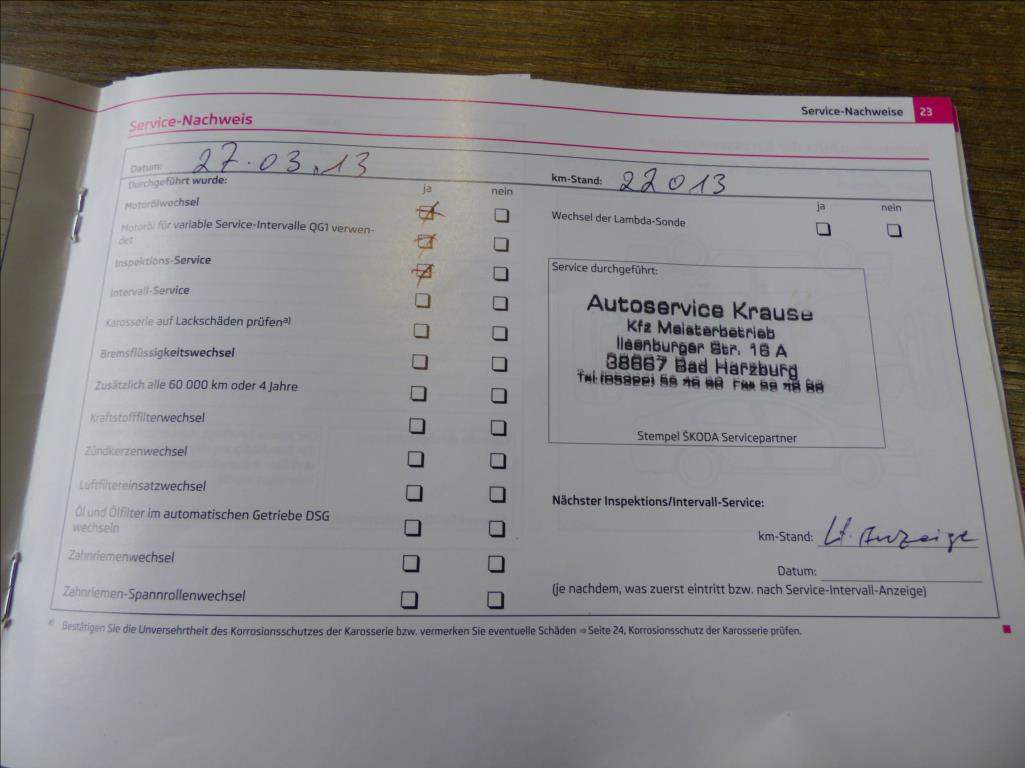 Service-Nachweise 23
Service-Nachweis
Datum: 27.03.13
km-Stand: 22013
Durchgeführt wurde: ja nein
ja nein
Motorölwechsel
Wechsel der Lambda-Sonde
Motoröl für variable Service-Intervalle QG1 verwen-
det
Inspektions-Service
Intervall-Service
Karosserie auf Lackschäden prüfenᵃ⁾
Bremsflüssigkeitswechsel
Zusätzlich alle 60 000 km oder 4 Jahre
Kraftstofffilterwechsel
Zündkerzenwechsel
Luftfiltereinsatzwechsel
Öl und Ölfilter im automatischen Getriebe DSG
wechseln
Zahnriemenwechsel
Zahnriemen-Spannrollenwechsel
Service durchgeführt:
Autoservice Krause
Kfz Meisterbetrieb
Ilsenburger Str. 16 A
38667 Bad Harzburg
Stempel ŠKODA Servicepartner
Nächster Inspektions/Intervall-Service:
km-Stand: Lt. Anzeige
Datum:
(je nachdem, was zuerst eintritt bzw. nach Service-Intervall-Anzeige)
ᵃ⁾ Bestätigen Sie die Unversehrtheit des Korrosionsschutzes der Karosserie bzw. vermerken Sie eventuelle Schäden ⇒ Seite 24, Korrosionsschutz der Karosserie prüfen.